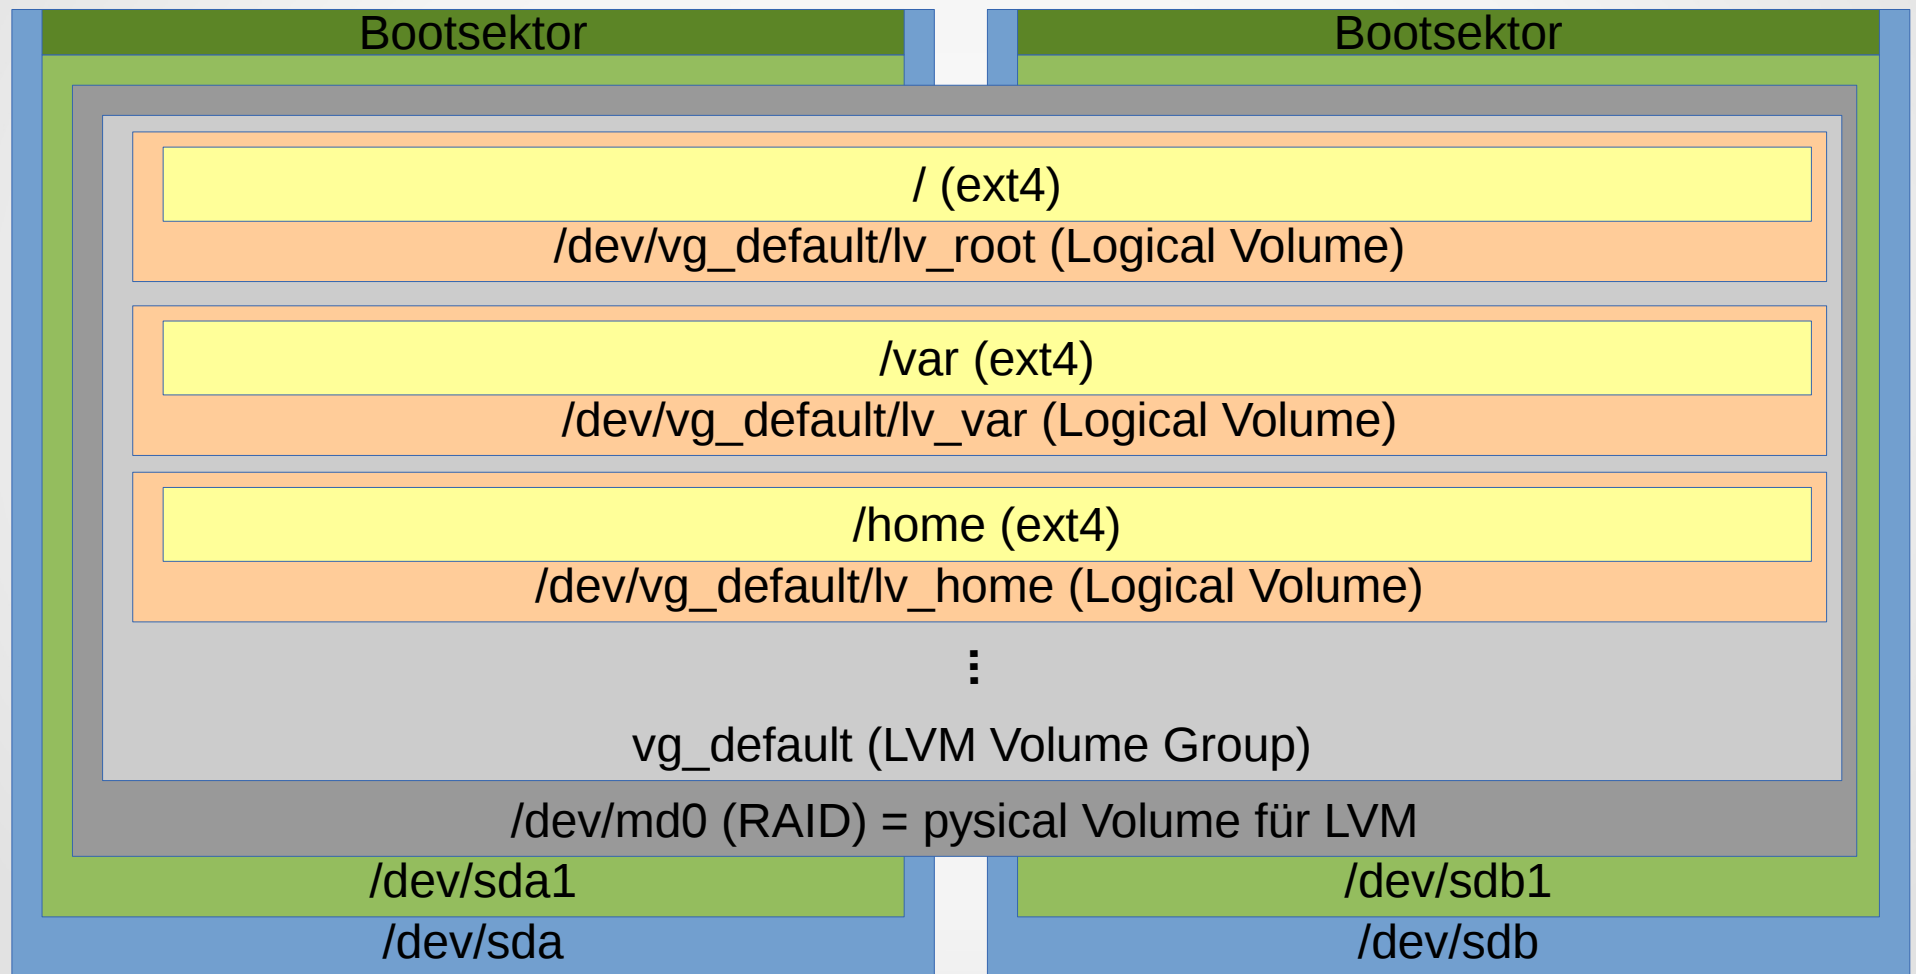 Bootsektor
Bootsektor
/ (ext4)
/dev/vg_default/lv_root (Logical Volume)
/var (ext4)
/dev/vg_default/lv_var (Logical Volume)
/home (ext4)
/dev/vg_default/lv_home (Logical Volume)
⋮
vg_default (LVM Volume Group)
/dev/md0 (RAID) = pysical Volume für LVM
/dev/sda1
/dev/sdb1
/dev/sda
/dev/sdb